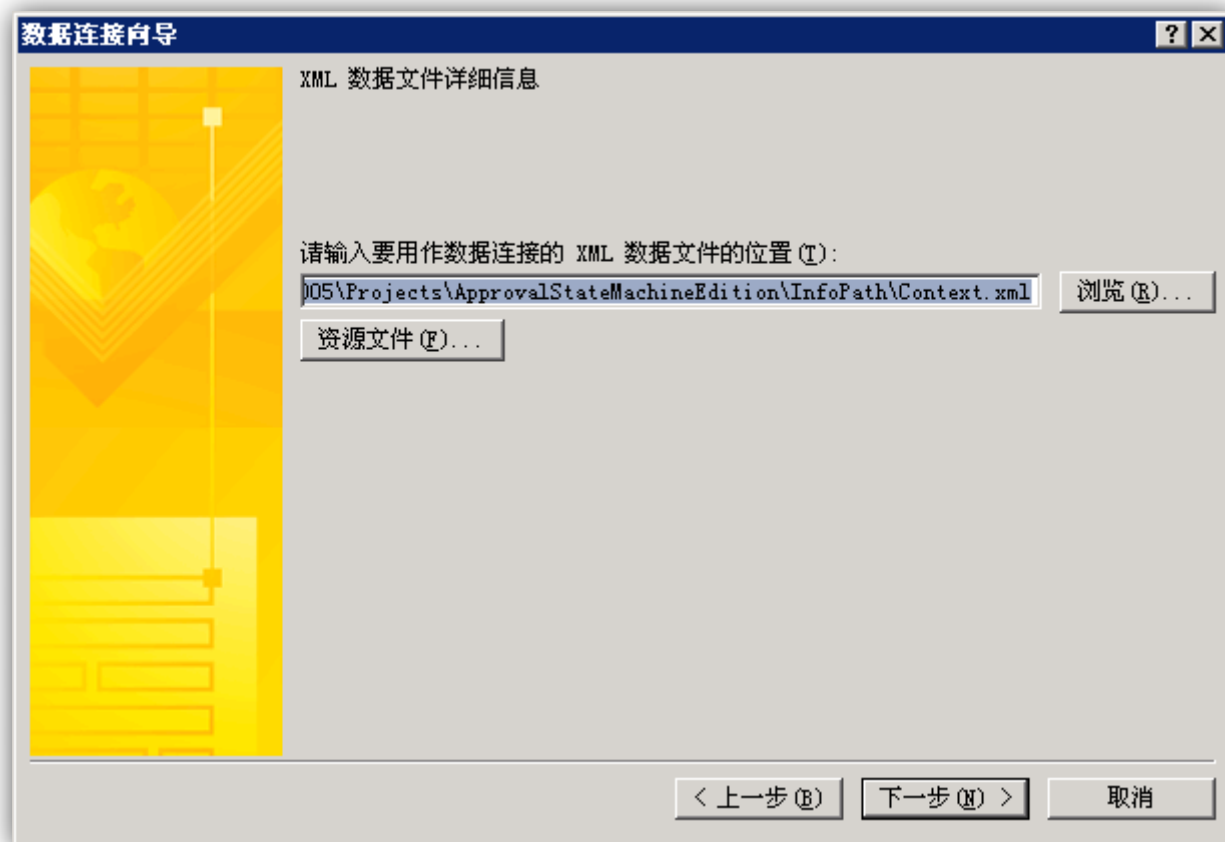 数据连接向导
XML 数据文件详细信息
请输入要用作数据连接的 XML 数据文件的位置(T):
005\Projects\ApprovalStateMachineEdition\InfoPath\Context.xml
浏览(R)...
资源文件(F)...
< 上一步(B)
下一步(N) >
取消